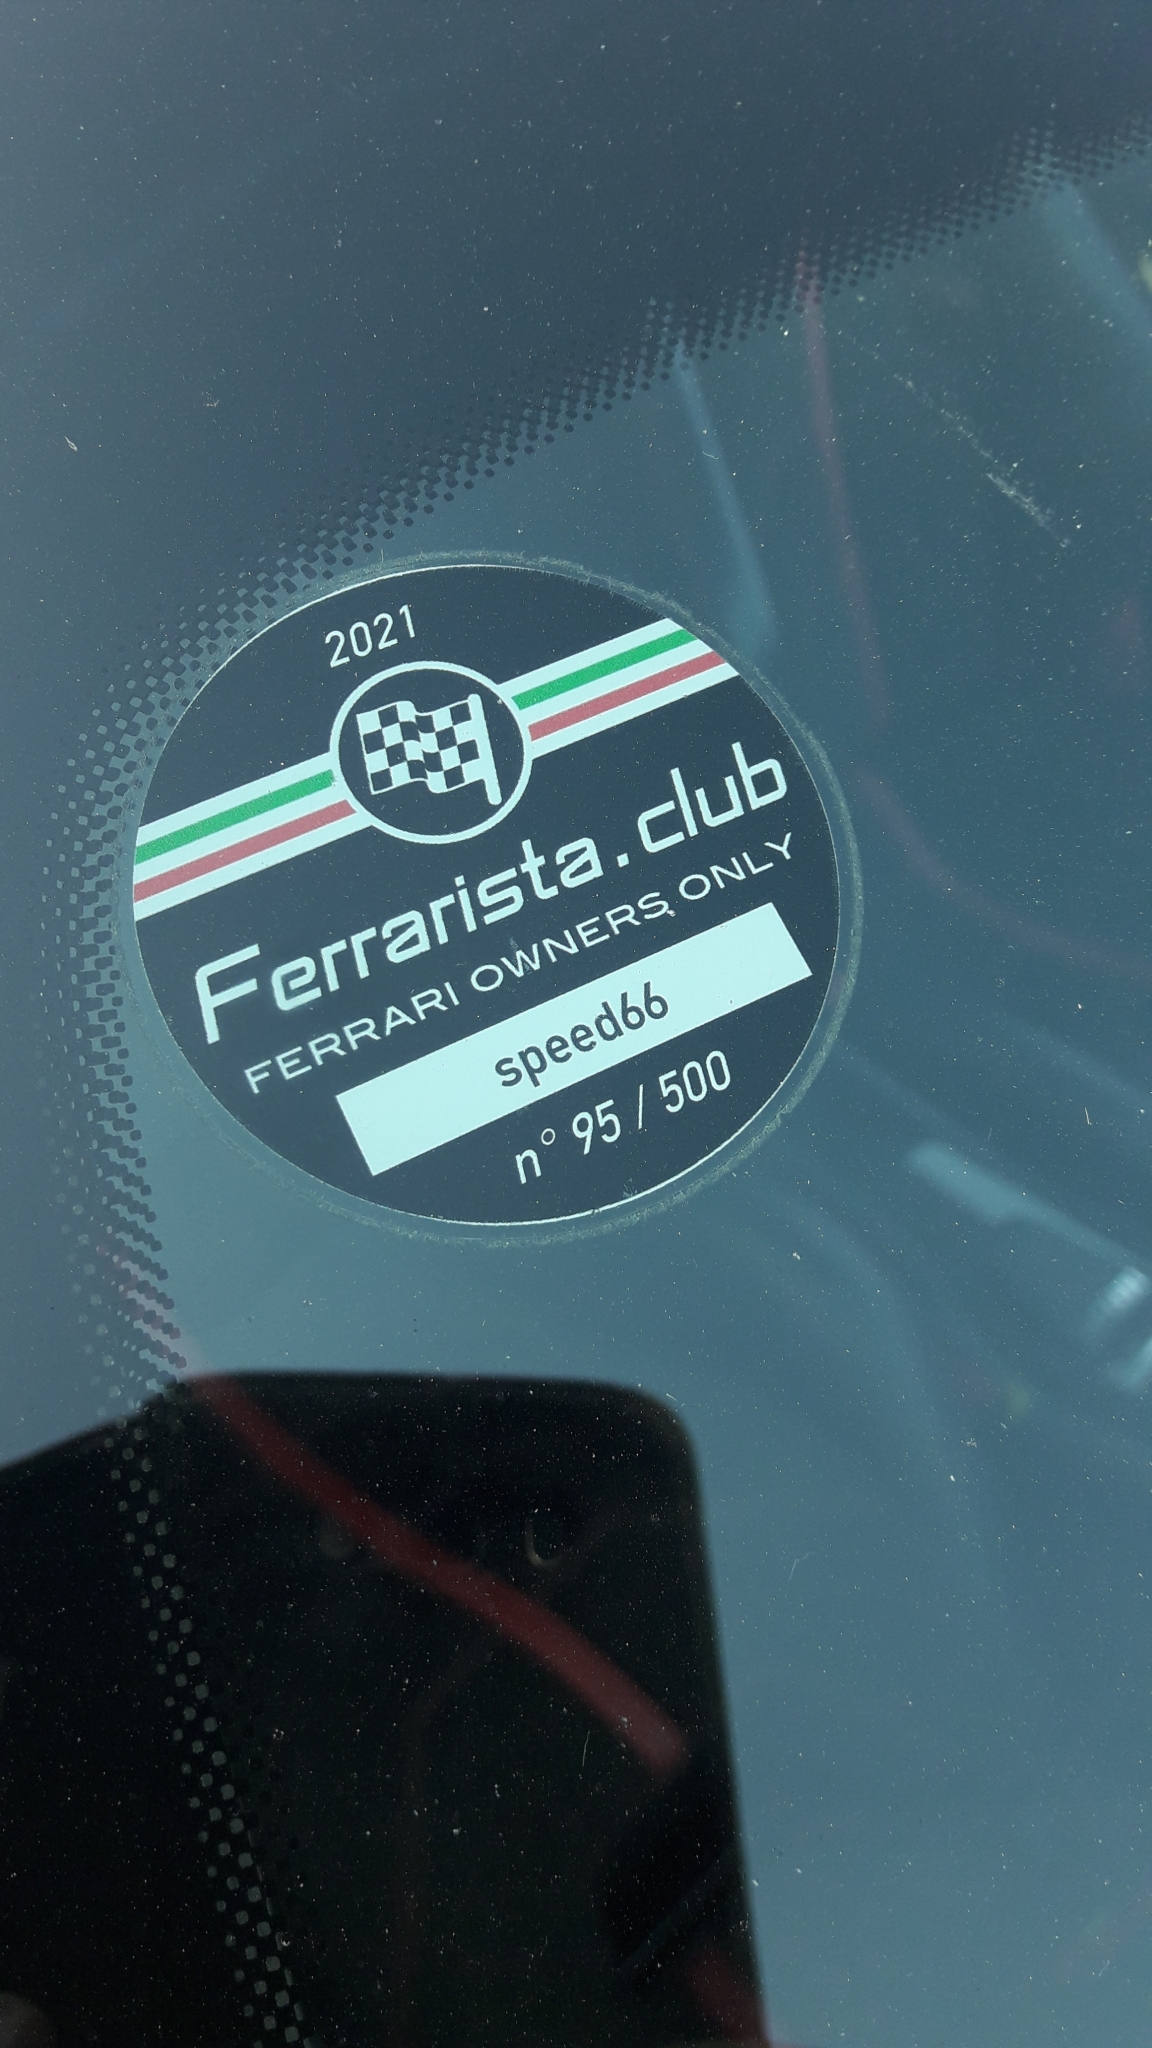 2021
Ferrarista.club
FERRARI OWNERS ONLY
speed66
n° 95 / 500